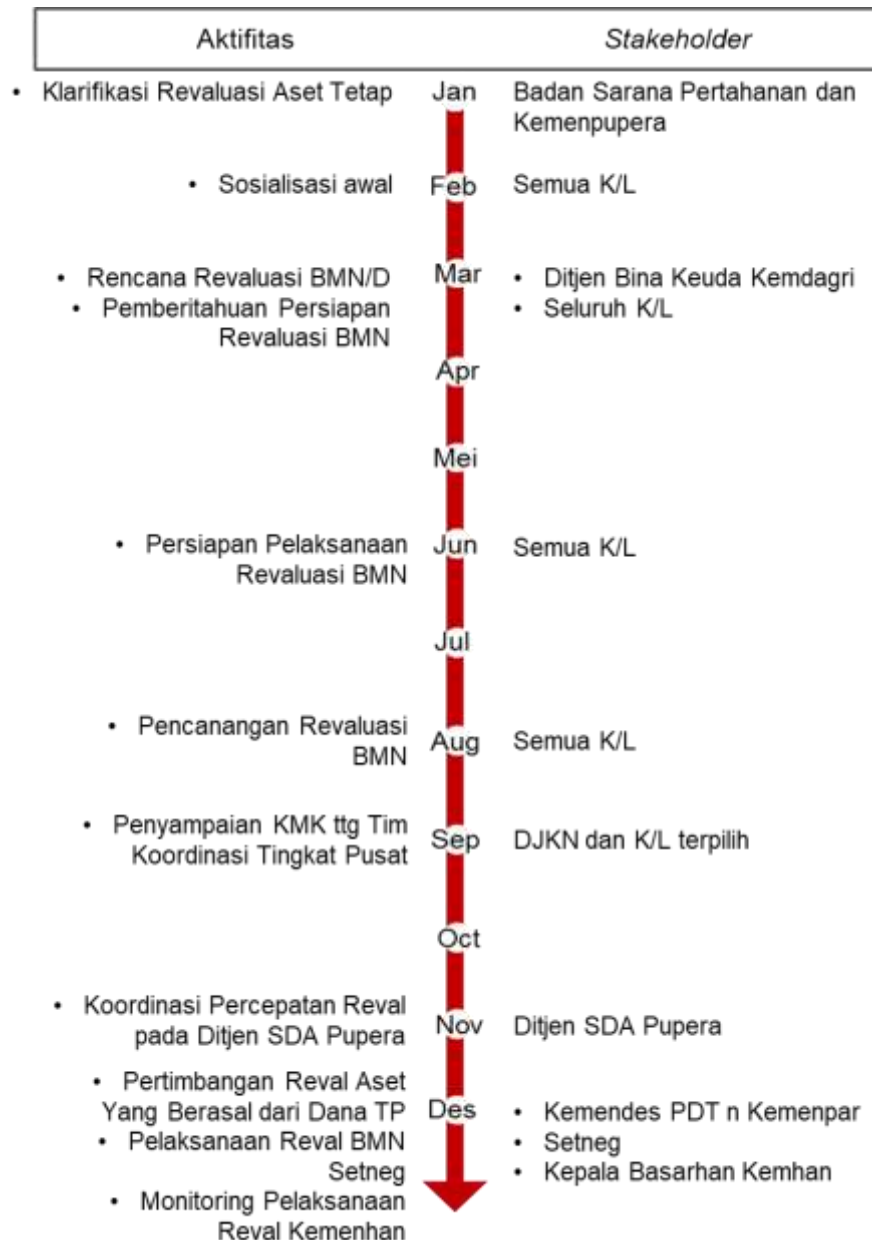 Aktifitas Stakeholder
• Klarifikasi Revaluasi Aset Tetap
Jan
Badan Sarana Pertahanan dan
Kemenpupera
• Sosialisasi awal
Feb
Semua K/L
• Rencana Revaluasi BMN/D
• Pemberitahuan Persiapan
Revaluasi BMN
Mar
• Ditjen Bina Keuda Kemdagri
• Seluruh K/L
Apr
Mei
• Persiapan Pelaksanaan
Revaluasi BMN
Jun
Semua K/L
Jul
• Pencanangan Revaluasi
BMN
Aug
Semua K/L
• Penyampaian KMK ttg Tim
Koordinasi Tingkat Pusat
Sep
DJKN dan K/L terpilih
Oct
• Koordinasi Percepatan Reval
pada Ditjen SDA Pupera
Nov
Ditjen SDA Pupera
• Pertimbangan Reval Aset
Yang Berasal dari Dana TP
• Pelaksanaan Reval BMN
Setneg
• Monitoring Pelaksanaan
Reval Kemenhan
Des
• Kemendes PDT n Kemenpar
• Setneg
• Kepala Basarhan Kemhan